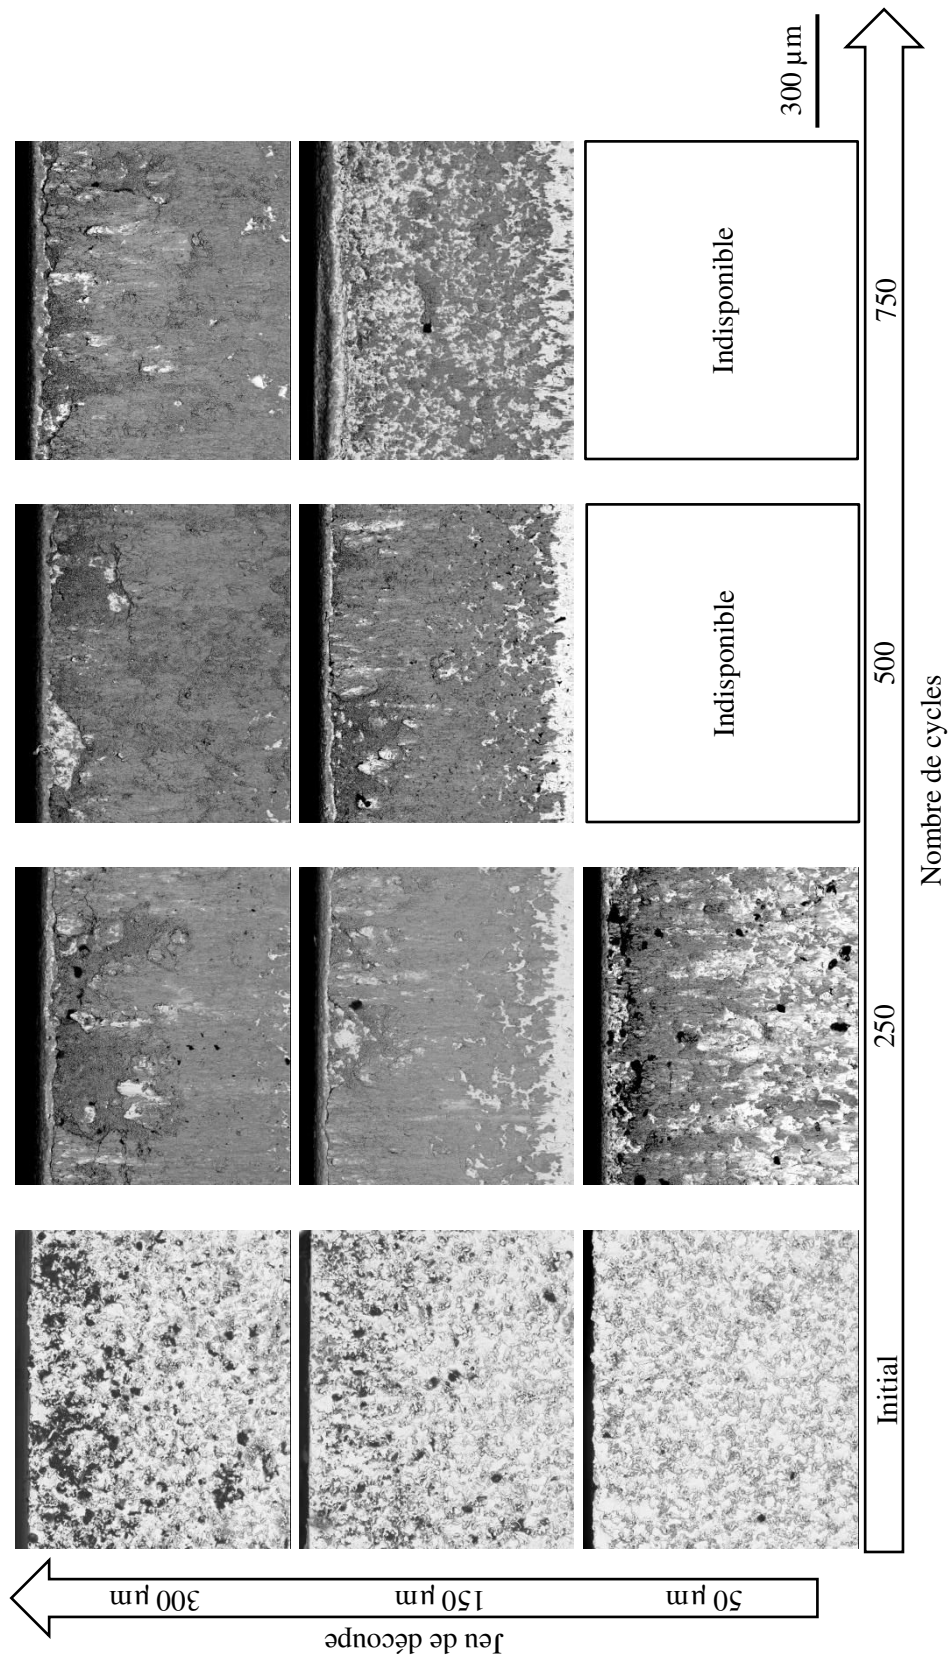 300 µm
Indisponible
750
Indisponible
500
Nombre de cycles
250
Initial
300 µm
150 µm
50 µm
Jeu de découpe